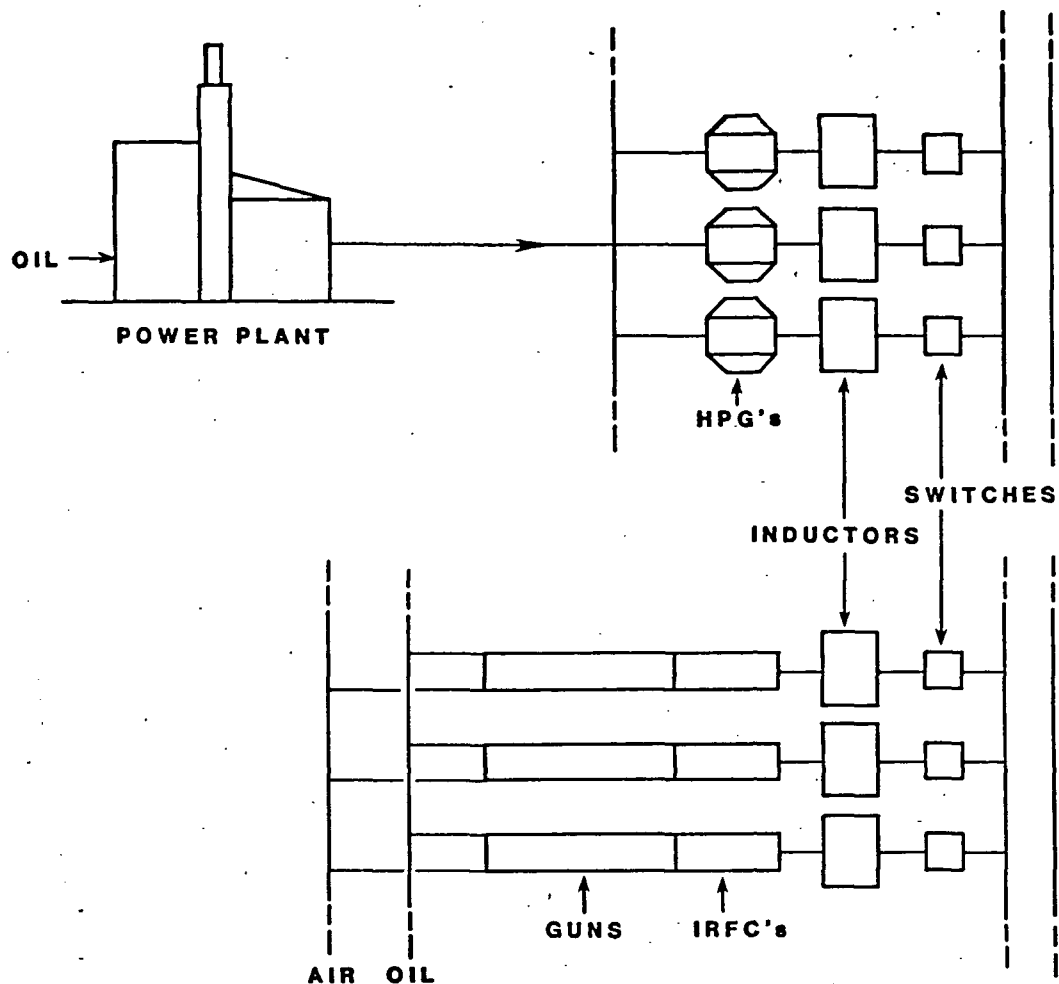 OIL
POWER PLANT
HPG's
SWITCHES
INDUCTORS
GUNS
IRFC's
AIR
OIL